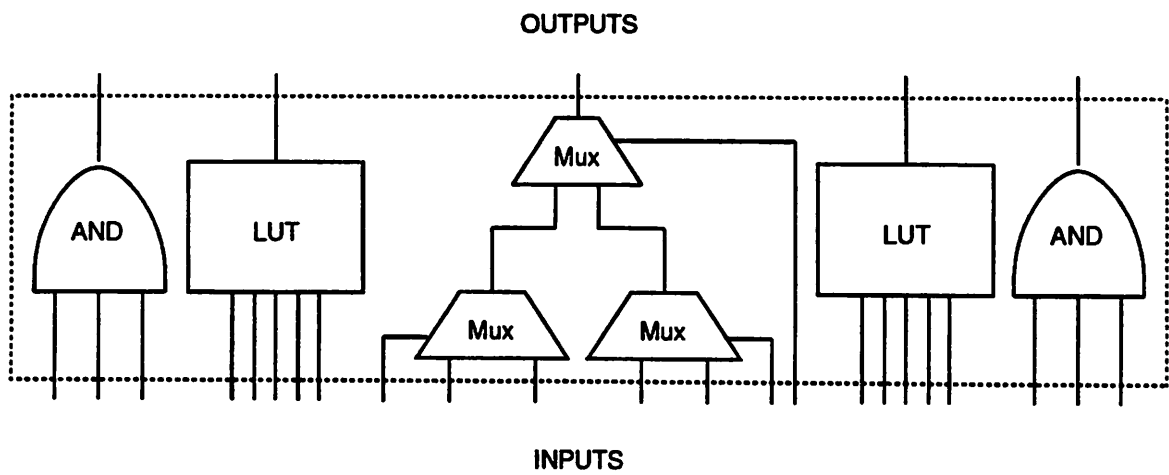 OUTPUTS
Mux
AND
LUT
LUT
AND
Mux
Mux
INPUTS